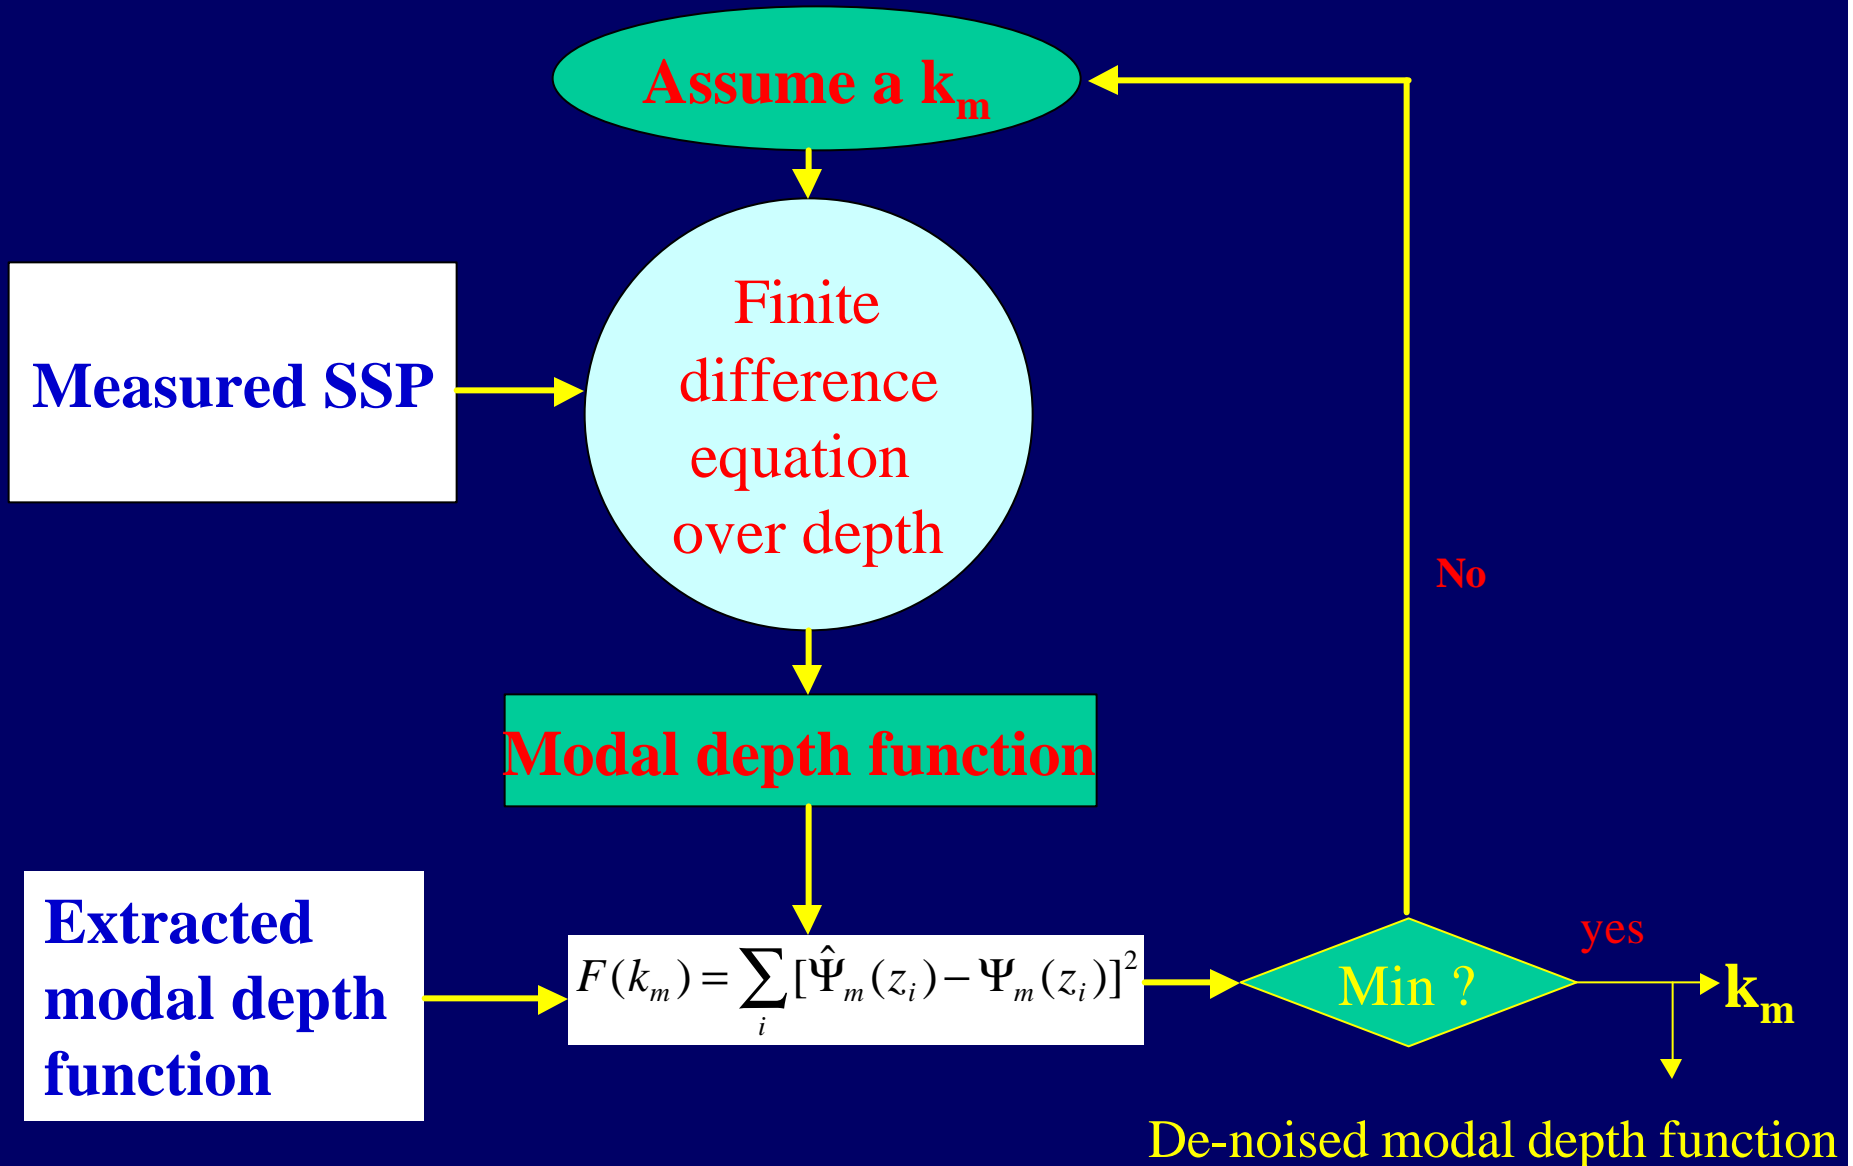 Assume a kₘ
Finite
difference
equation
over depth
Measured SSP
No
Modal depth function
Extracted
modal depth
function
F(kₘ) = ∑ᵢ [Ψ̂ₘ(zᵢ) − Ψₘ(zᵢ)]²
Min ?
yes
kₘ
De-noised modal depth function